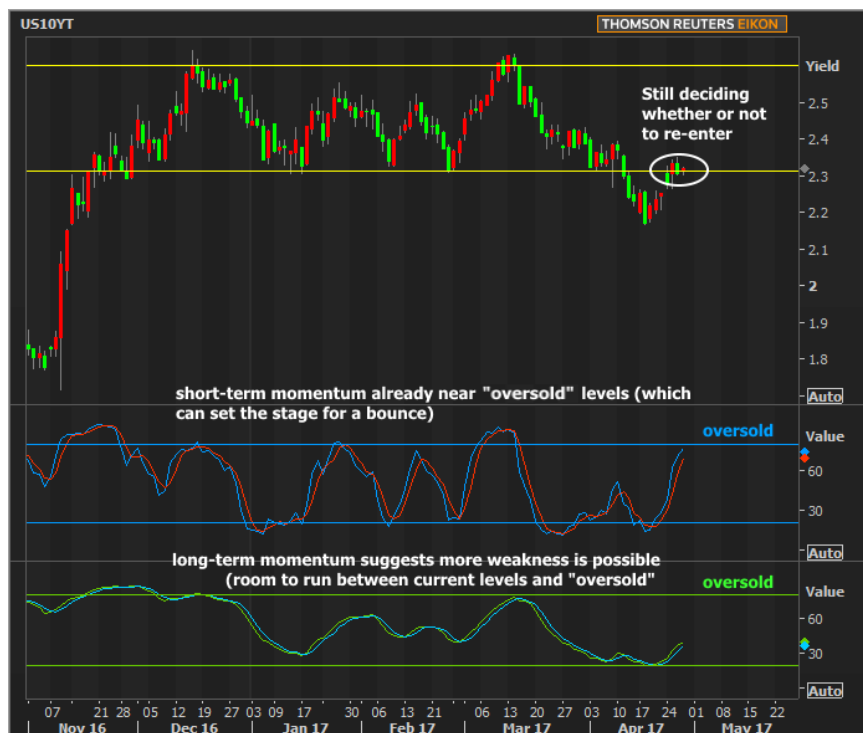 US10YT
THOMSON REUTERS EIKON
Yield
Still deciding
whether or not
to re-enter
2.5
2.4
2.3
2.2
2.1
2
1.9
1.8
Auto
short-term momentum already near "oversold" levels (which
can set the stage for a bounce)
oversold
Value
60
30
Auto
long-term momentum suggests more weakness is possible
(room to run between current levels and "oversold"
oversold
Value
60
30
Auto
07 21 28 05 12 19 27 03 09 17 30 06 13 21 06 13 20 27 03 10 17 24 01 08 15 22
Nov 16 Dec 16 Jan 17 Feb 17 Mar 17 Apr 17 May 17